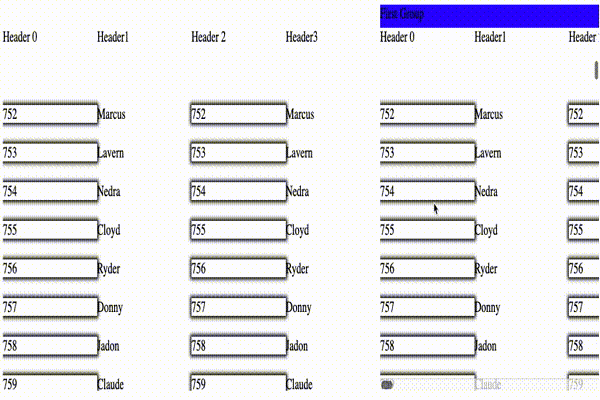 First Group
Header 0 Header1 Header 2 Header3 Header 0 Header1 Header
752 Marcus 752 Marcus 752 Marcus 752
753 Lavern 753 Lavern 753 Lavern 753
754 Nedra 754 Nedra 754 Nedra 754
755 Cloyd 755 Cloyd 755 Cloyd 755
756 Ryder 756 Ryder 756 Ryder 756
757 Donny 757 Donny 757 Donny 757
758 Jadon 758 Jadon 758 Jadon 758
759 Claude 759 Claude Claude 759